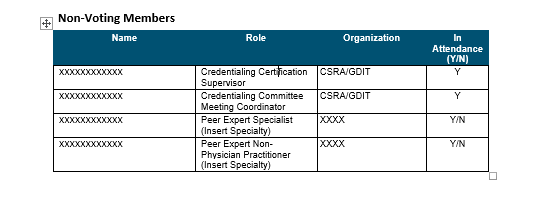 Non-Voting Members
Name Role Organization In
Attendance
(Y/N)
XXXXXXXXXXXX Credentialing Certification CSRA/GDIT Y
Supervisor
XXXXXXXXXXXX Credentialing Committee CSRA/GDIT Y
Meeting Coordinator
XXXXXXXXXXXX Peer Expert Specialist XXXX Y/N
(Insert Specialty)
XXXXXXXXXXXX Peer Expert Non- XXXX Y/N
Physician Practitioner
(Insert Specialty)